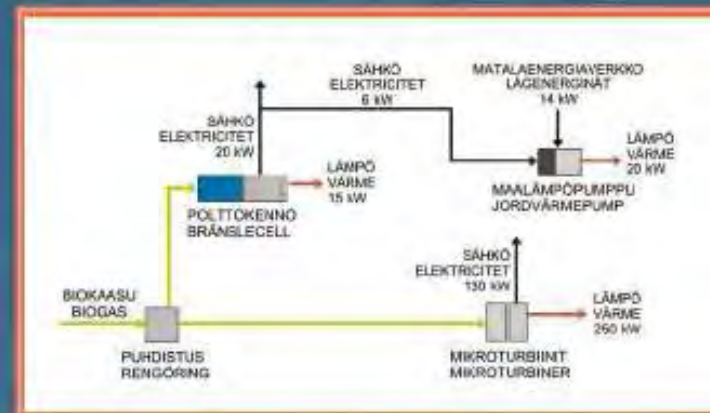 SÄHKÖ
ELEKTRICITET
6 kW
MATALAENERGIAVERKKO
LÅGENERGINÄT
14 kW
SÄHKÖ
ELEKTRICITET
20 kW
LÄMPÖ
VÄRME
15 kW
LÄMPÖ
VÄRME
20 kW
POLTTOKENNO
BRÄNSLECELL
MAALÄMPÖPUMPPU
JORDVÄRMEPUMP
SÄHKÖ
ELEKTRICITET
130 kW
BIOKAASU
BIOGAS
LÄMPÖ
VÄRME
260 kW
PUHDISTUS
RENGÖRING
MIKROTURBIINIT
MIKROTURBINER